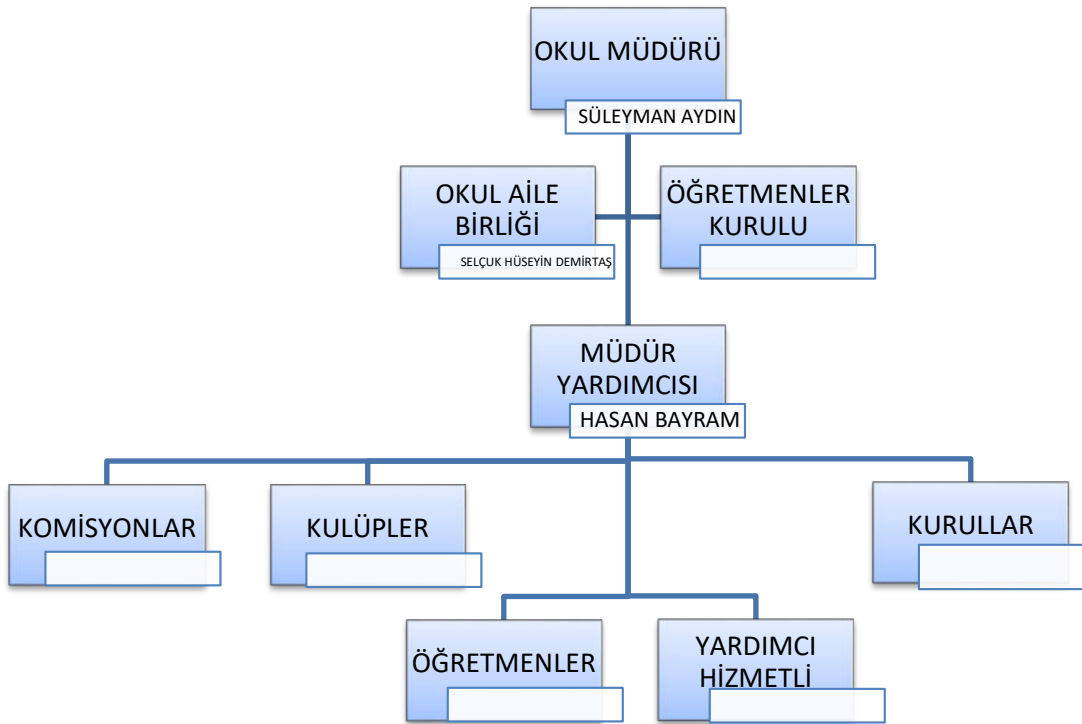 OKUL MÜDÜRÜ
SÜLEYMAN AYDIN
OKUL AİLE
BİRLİĞİ
SELÇUK HÜSEYİN DEMİRTAŞ
ÖĞRETMENLER
KURULU
MÜDÜR
YARDIMCISI
HASAN BAYRAM
KOMİSYONLAR
KULÜPLER
KURULLAR
ÖĞRETMENLER
YARDIMCI
HİZMETLİ